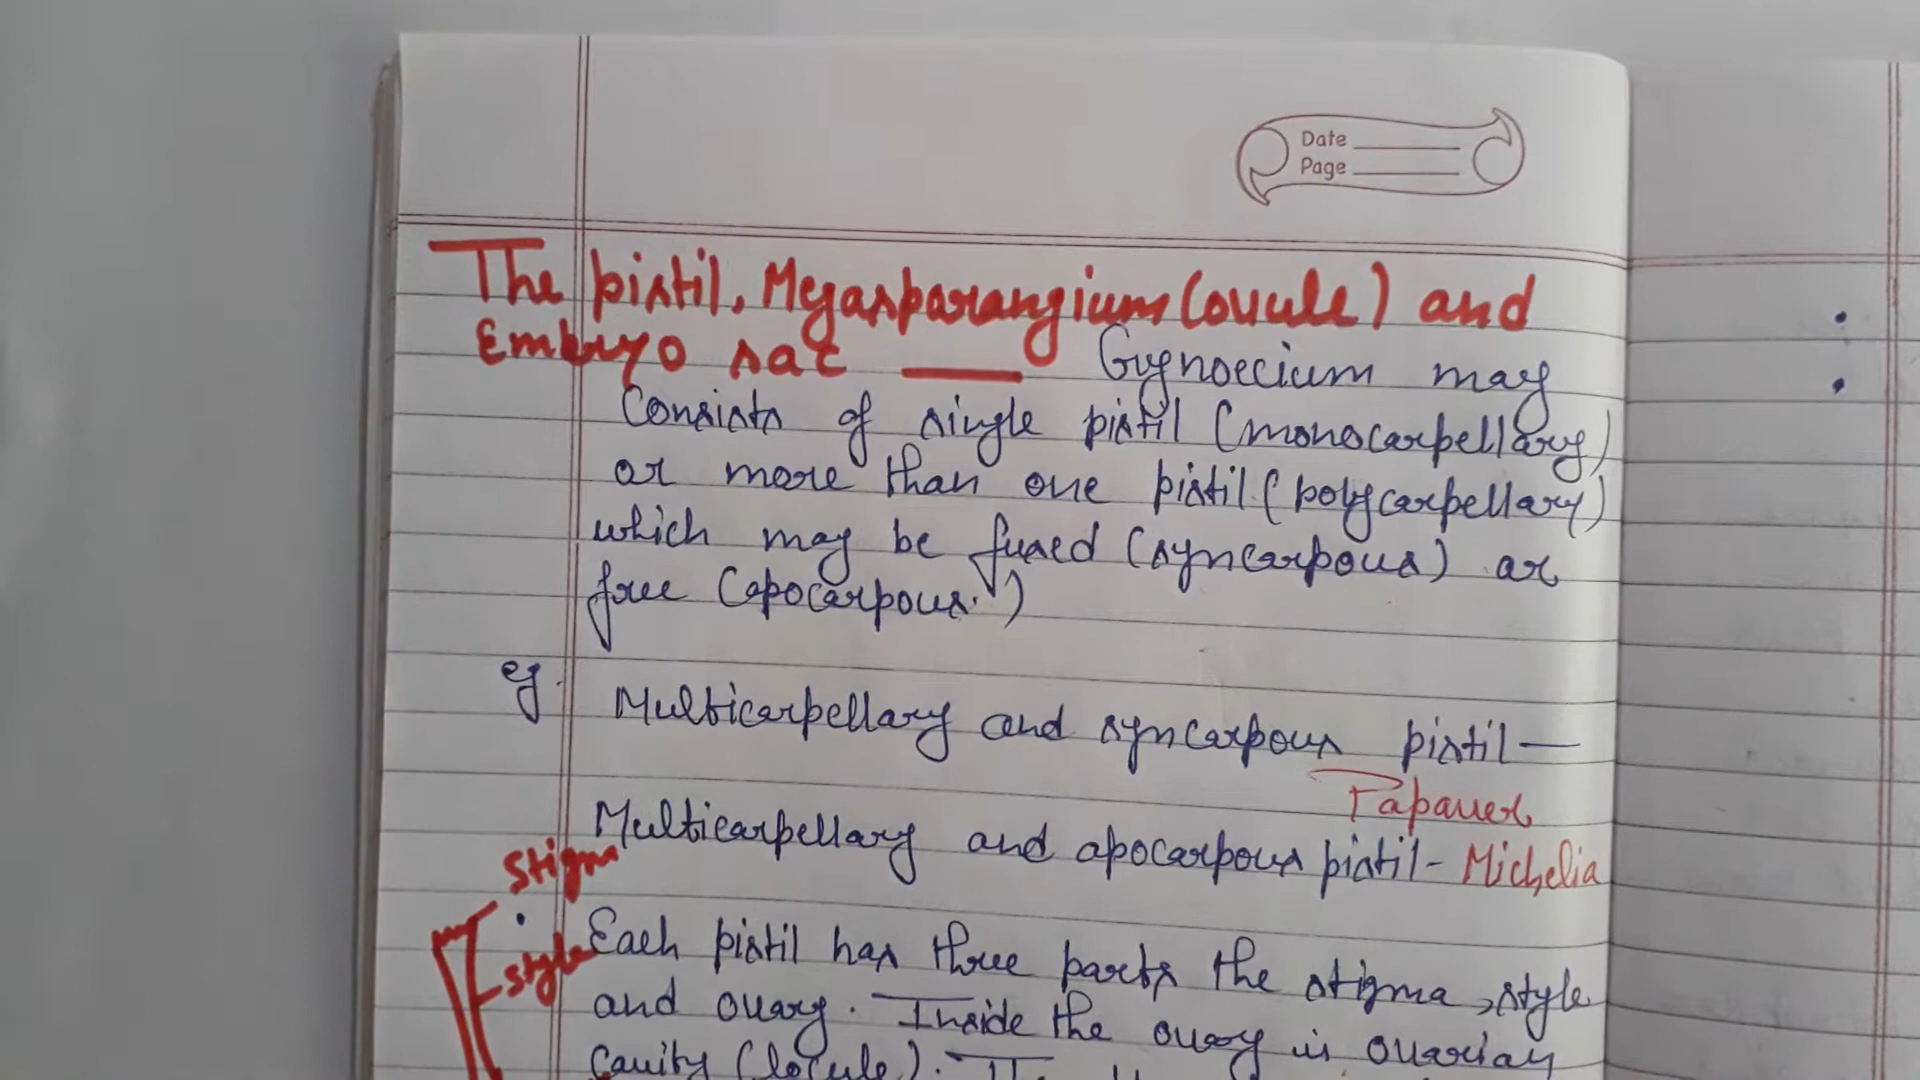 Date
Page
The pistil, Megasparangium (ovule) and
Embryo sac
Gygnoecium may
Consists of single pistil (monocarpellary)
or more than one pistil (polycarpellary)
which may be fused (syncarpous) or
free (apocarpous.)
eg.
Multicarpellary and syncarpous pistil —
Papaver
Multicarpellary and apocarpous pistil - Michelia
Stigma
style
Each pistil has three parts the stigma, style
and ovary. Inside the ovary is ovarian
Cavity (locule).